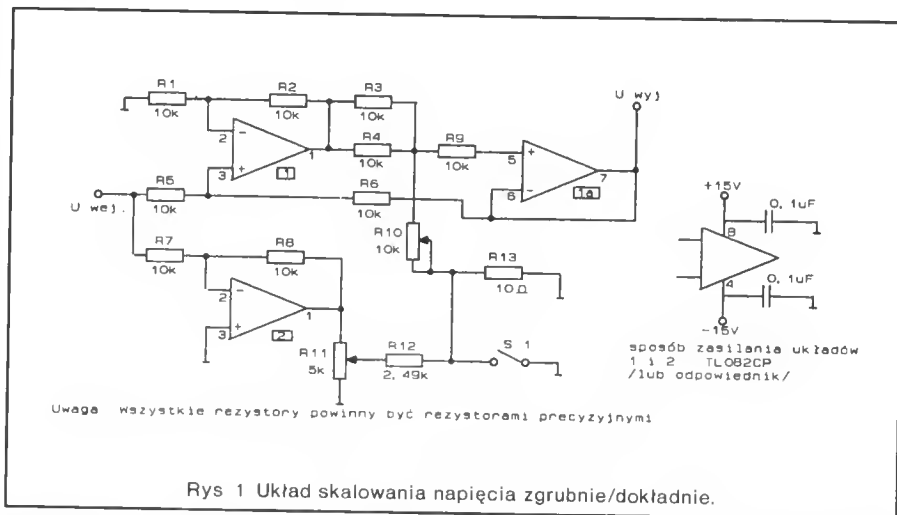 R1
10k
R2
10k
R3
10k
R4
10k
R9
10k
U wyj
2
3
1
1
5
6
7
1a
U wej.
R5
10k
R6
10k
R7
10k
R8
10k
R10
10k
R13
10Ω
2
3
1
2
R11
5k
R12
2,49k
S 1
+15V
0,1uF
8
4
0,1uF
-15V
sposób zasilania układów
1 i 2 TL082CP
/lub odpowiednik/
Uwaga wszystkie rezystory powinny być rezystorami precyzyjnymi
Rys 1 Układ skalowania napięcia zgrubnie/dokładnie.